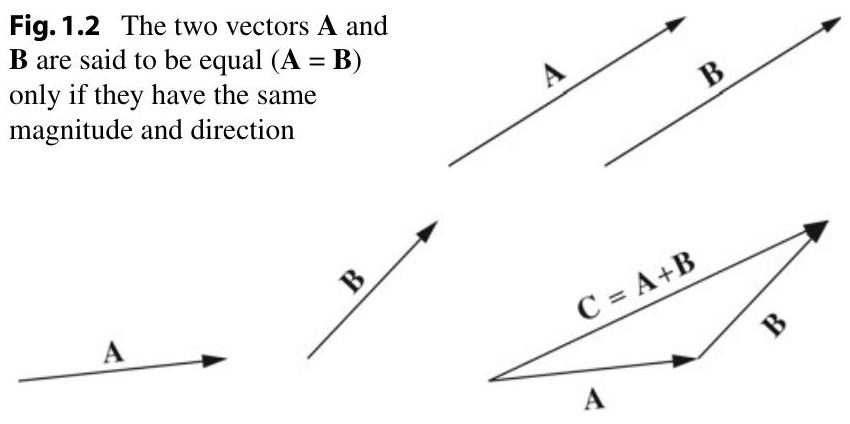 Fig. 1.2 The two vectors A and
B are said to be equal (A = B)
only if they have the same
magnitude and direction
A
B
A
B
C = A+B
A
B